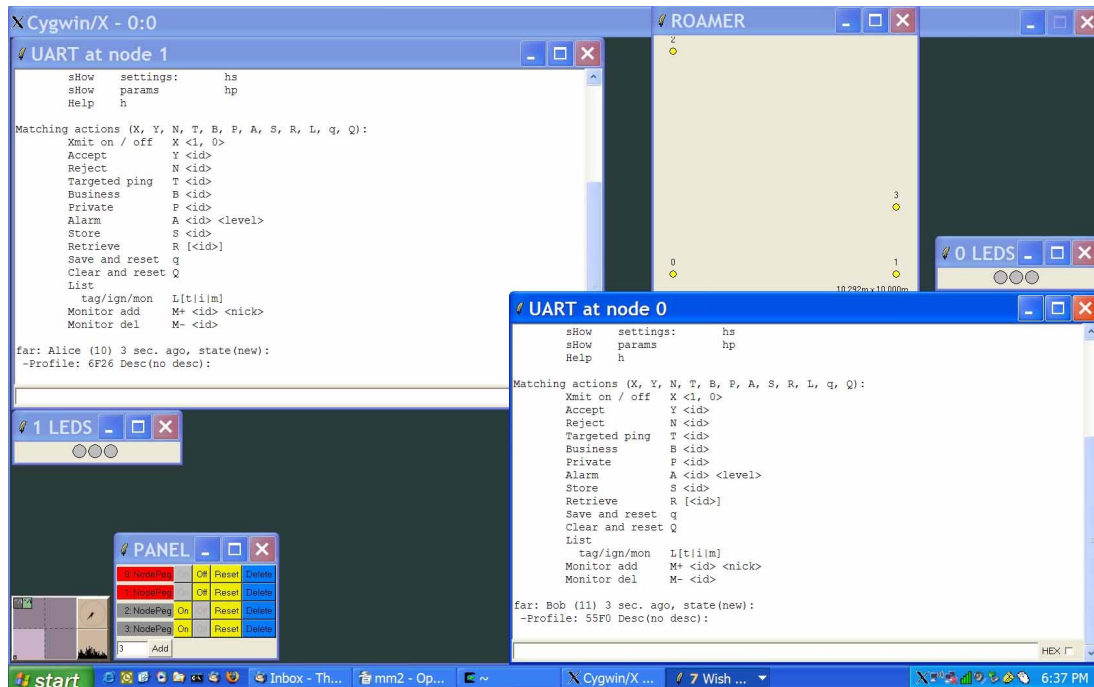 Cygwin/X - 0:0
UART at node 1
sHow settings: hs
sHow params hp
Help h
Matching actions (X, Y, N, T, B, P, A, S, R, L, q, Q):
Xmit on / off X <1, 0>
Accept Y <id>
Reject N <id>
Targeted ping T <id>
Business B <id>
Private P <id>
Alarm A <id> <level>
Store S <id>
Retrieve R [<id>]
Save and reset q
Clear and reset Q
List
tag/ign/mon L[t|i|m]
Monitor add M+ <id> <nick>
Monitor del M- <id>
far: Alice (10) 3 sec. ago, state(new):
-Profile: 6F26 Desc(no desc):
ROAMER
2
3
0 1
10.292m x 10.000m
0 LEDS
UART at node 0
sHow settings: hs
sHow params hp
Help h
Matching actions (X, Y, N, T, B, P, A, S, R, L, q, Q):
Xmit on / off X <1, 0>
Accept Y <id>
Reject N <id>
Targeted ping T <id>
Business B <id>
Private P <id>
Alarm A <id> <level>
Store S <id>
Retrieve R [<id>]
Save and reset q
Clear and reset Q
List
tag/ign/mon L[t|i|m]
Monitor add M+ <id> <nick>
Monitor del M- <id>
far: Bob (11) 3 sec. ago, state(new):
-Profile: 55F0 Desc(no desc):
HEX
1 LEDS
PANEL
0: NodePeg Off Reset Delete
1: NodePeg Off Reset Delete
2: NodePeg On Reset Delete
3: NodePeg On Reset Delete
3 Add
start Inbox - Th... mm2 - Op... ~ Cygwin/X ... 7 Wish ... 6:37 PM